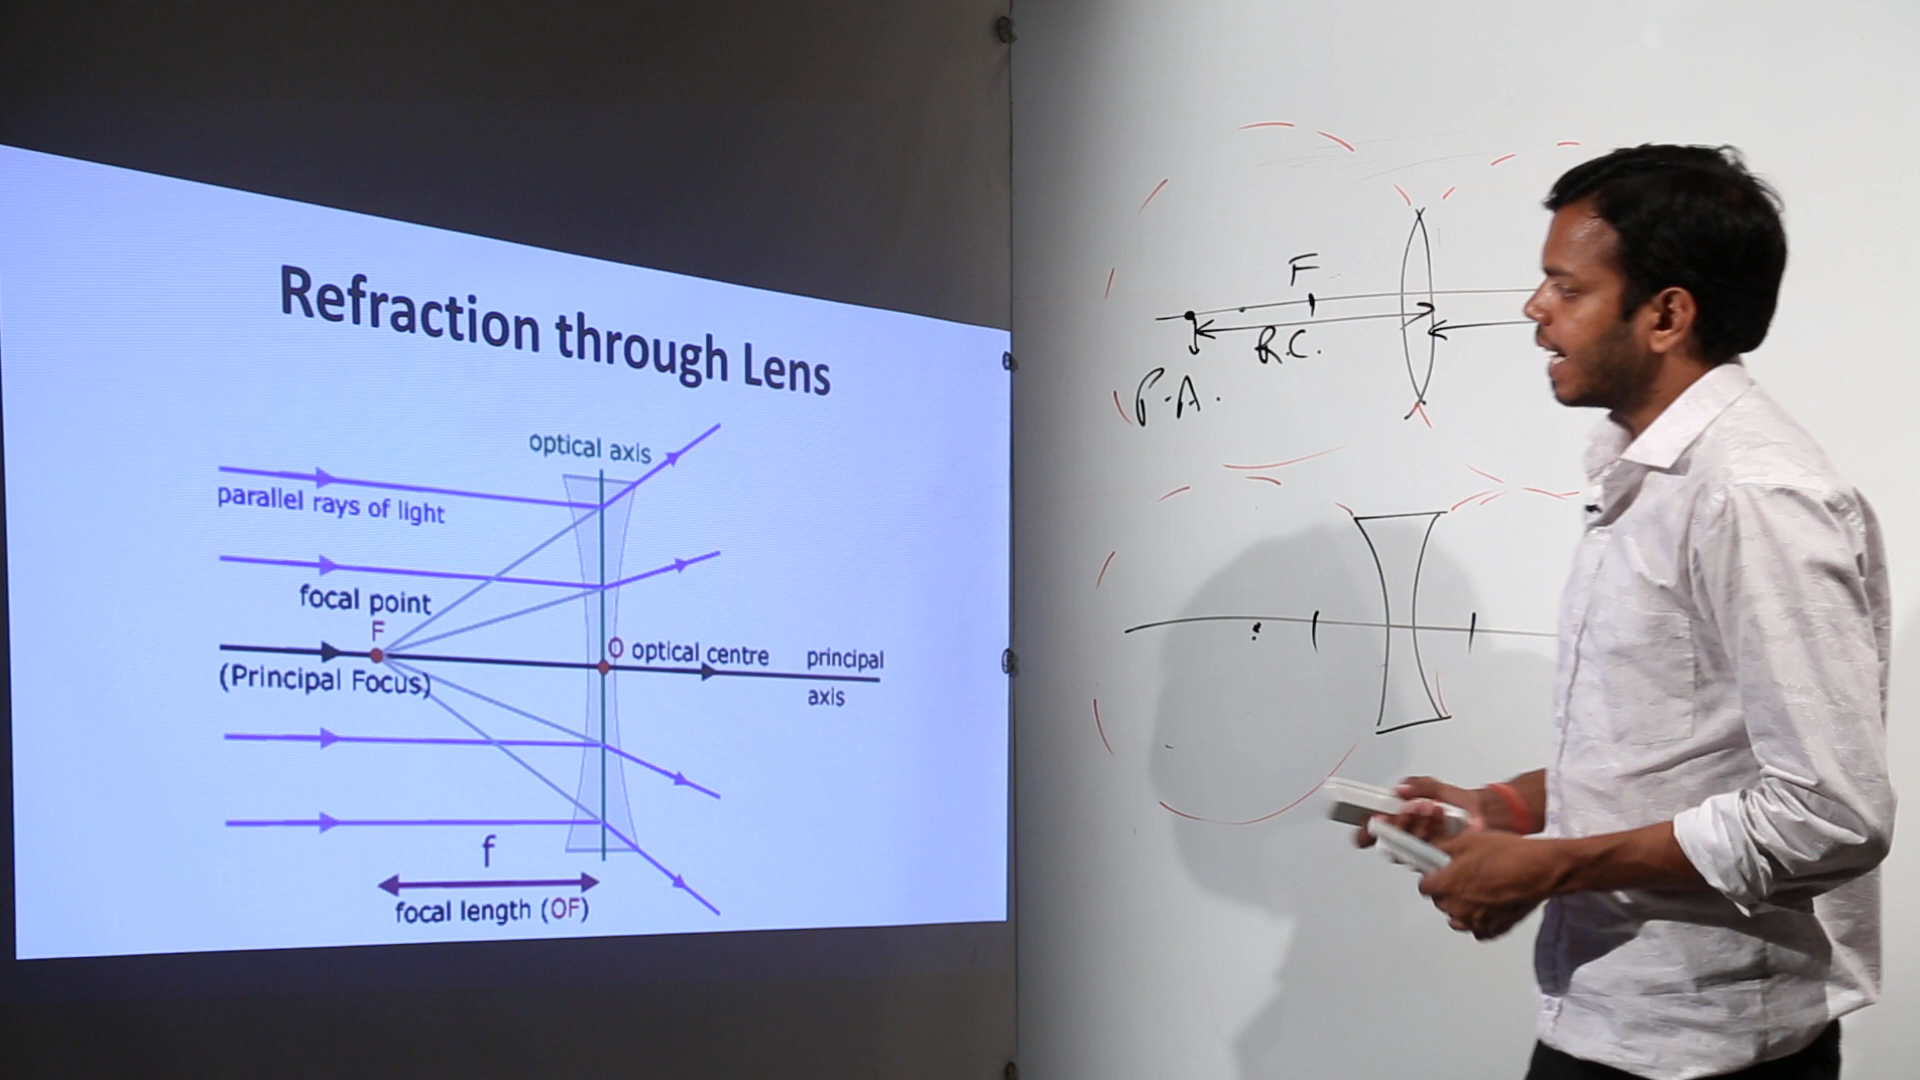 Refraction through Lens
optical axis
parallel rays of light
focal point
F
O optical centre
principal
axis
(Principal Focus)
f
focal length (OF)
F
R.C.
P.A.